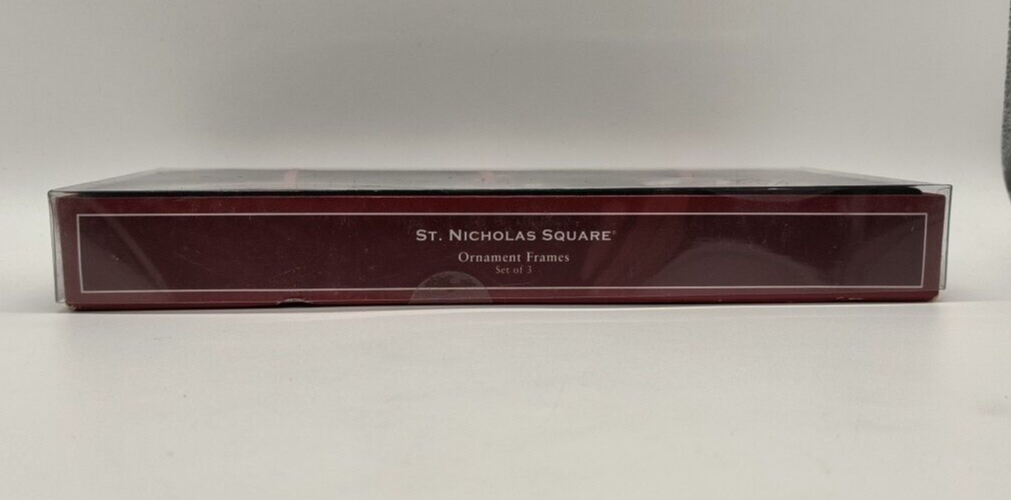 St. Nicholas Square®
Ornament Frames
Set of 3